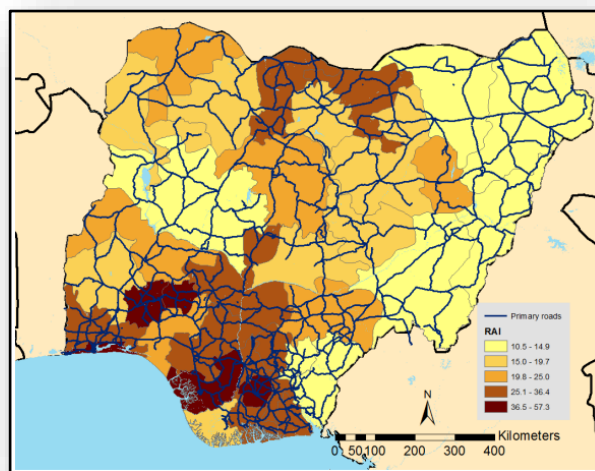 Primary roads
RAI
10.5 - 14.9
15.0 - 19.7
19.8 - 25.0
25.1 - 36.4
36.5 - 57.3
N
Kilometers
0 50 100 200 300 400